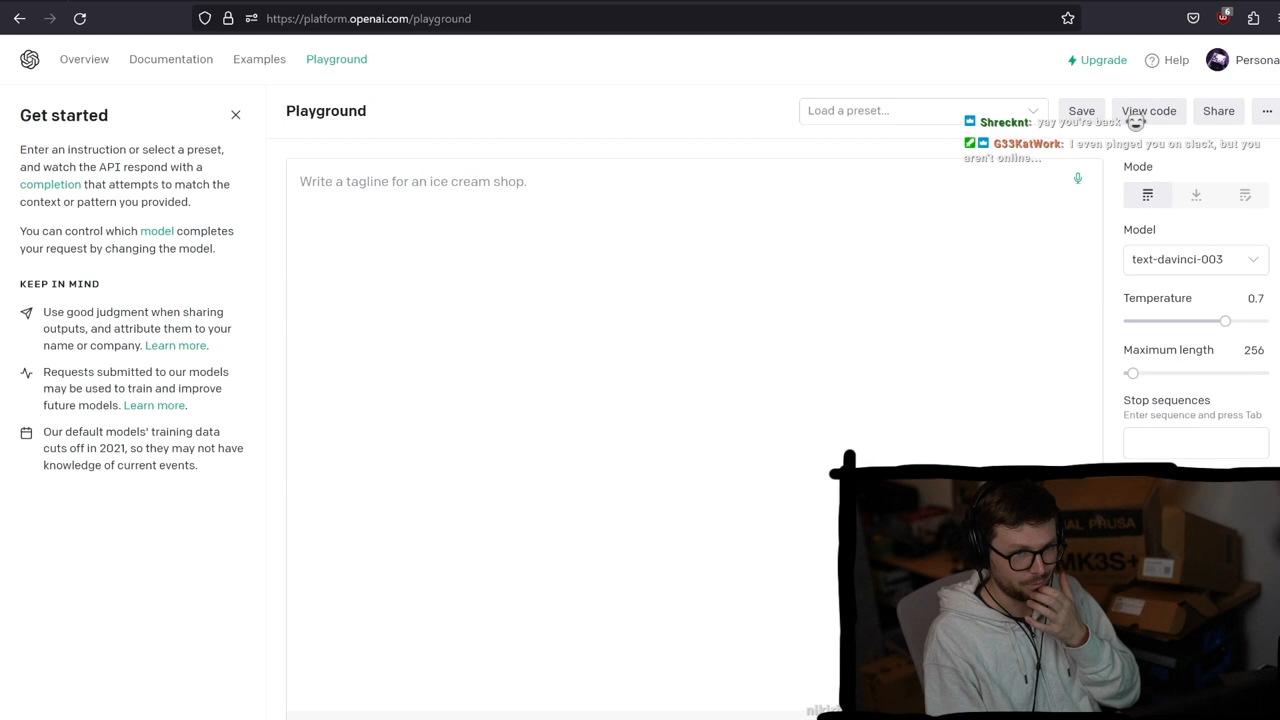 https://platform.openai.com/playground
6
Overview
Documentation
Examples
Playground
Upgrade
Help
Persona
Get started
Enter an instruction or select a preset,
and watch the API respond with a
completion that attempts to match the
context or pattern you provided.
You can control which model completes
your request by changing the model.
KEEP IN MIND
Use good judgment when sharing
outputs, and attribute them to your
name or company. Learn more.
Requests submitted to our models
may be used to train and improve
future models. Learn more.
Our default models' training data
cuts off in 2021, so they may not have
knowledge of current events.
Playground
Load a preset...
Save
View code
Share
Shrecknt: yay you're back
G33KatWork: I even pinged you on slack, but you
aren't online...
Write a tagline for an ice cream shop.
Mode
Model
text-davinci-003
Temperature 0.7
Maximum length 256
Stop sequences
Enter sequence and press Tab
AL PRUSA
MK3S+